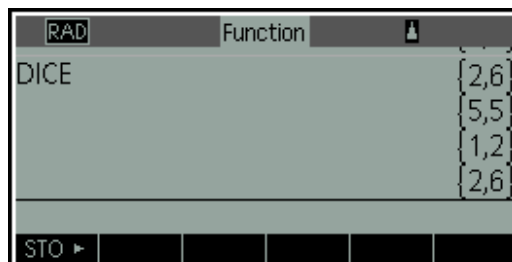 RAD Function
DICE {2,6}
{5,5}
{1,2}
{2,6}
STO ►